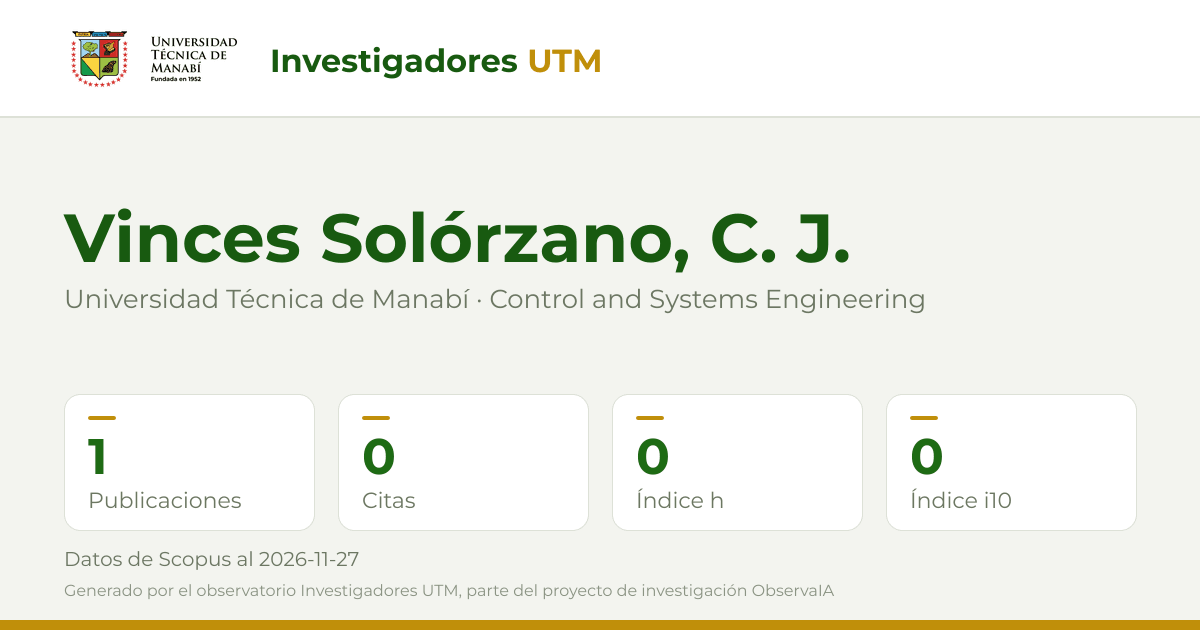 UNIVERSIDAD
TÉCNICA DE
MANABÍ
Fundada en 1952
Investigadores UTM
Vinces Solórzano, C. J.
Universidad Técnica de Manabí · Control and Systems Engineering
1
Publicaciones
0
Citas
0
Índice h
0
Índice i10
Datos de Scopus al 2026-11-27
Generado por el observatorio Investigadores UTM, parte del proyecto de investigación ObservaIA